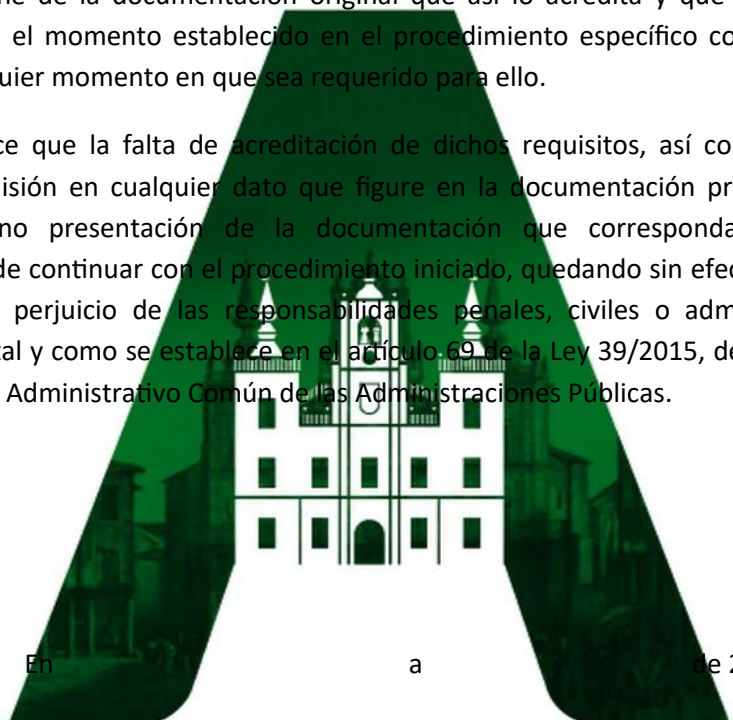 de la documentación original que así lo acredita y que
el momento establecido en el procedimiento específico co
quier momento en que sea requerido para ello.
ce que la falta de acreditación de dichos requisitos, así co
isión en cualquier dato que figure en la documentación pr
no presentación de la documentación que corresponda
de continuar con el procedimiento iniciado, quedando sin efec
perjuicio de las responsabilidades penales, civiles o adm
tal y como se establece en el artículo 69 de la Ley 39/2015, de
Administrativo Común de las Administraciones Públicas.
En a de 2